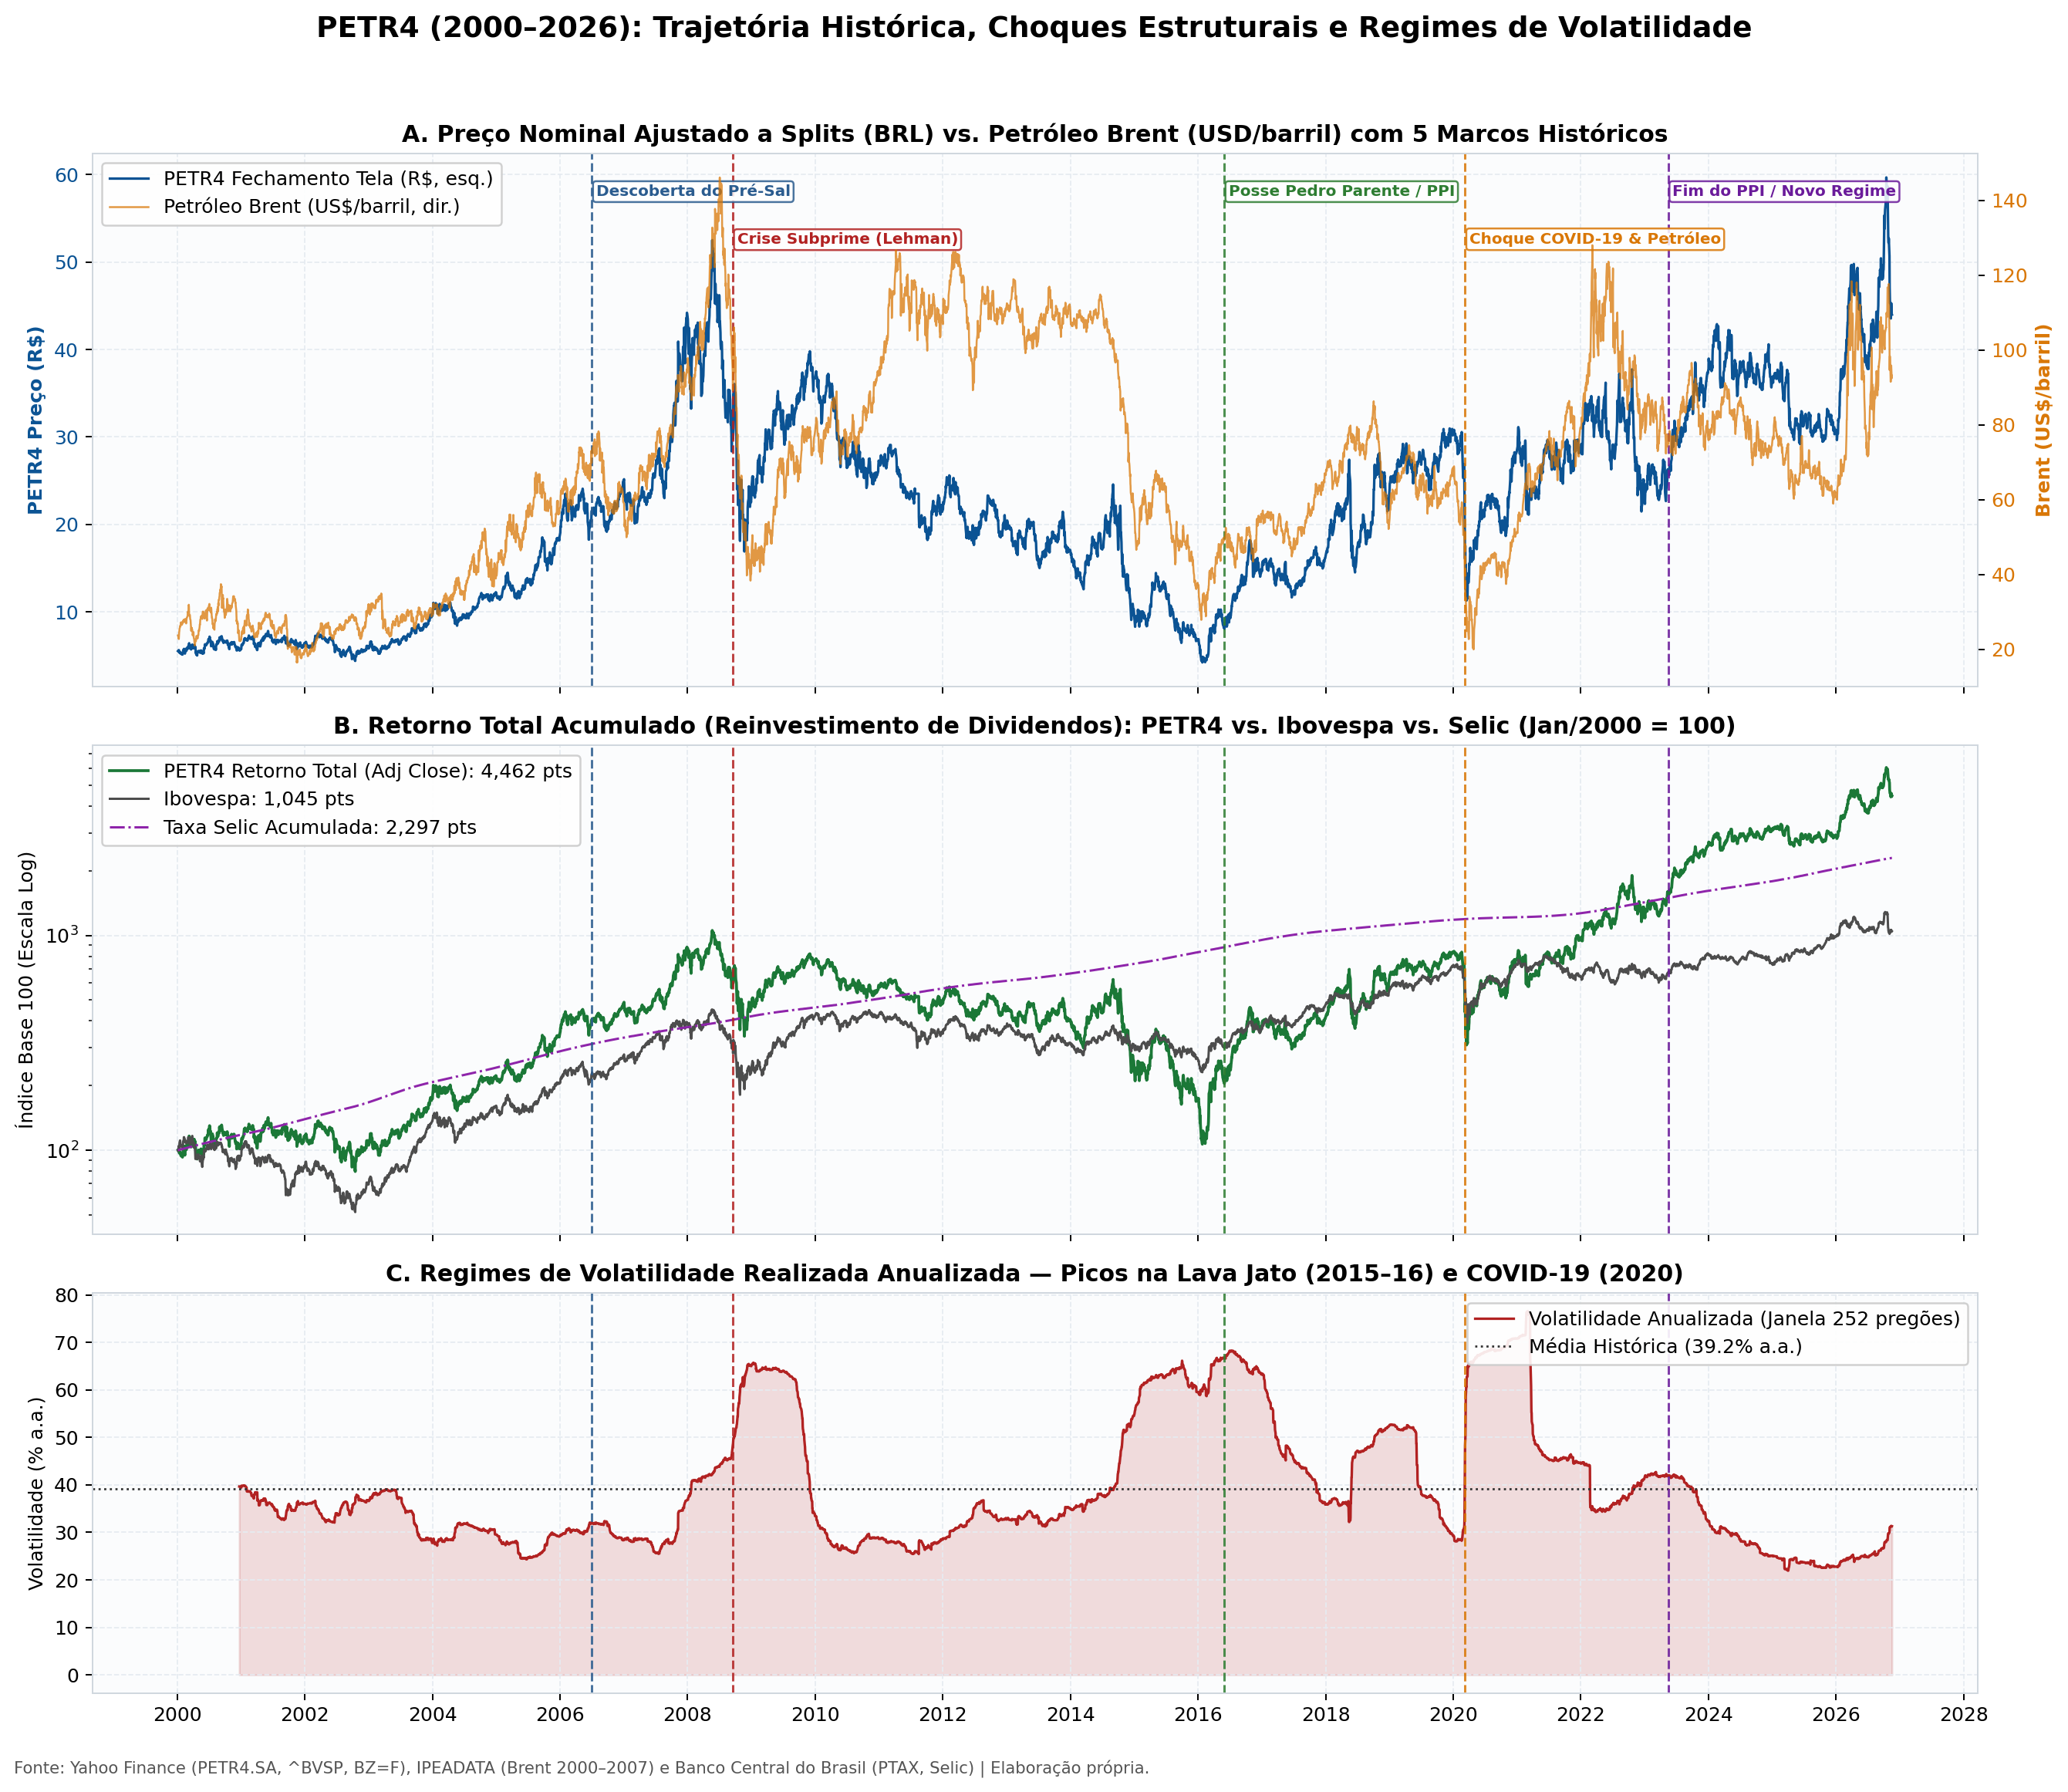 PETR4 (2000–2026): Trajetória Histórica, Choques Estruturais e Regimes de Volatilidade
A. Preço Nominal Ajustado a Splits (BRL) vs. Petróleo Brent (USD/barril) com 5 Marcos Históricos
PETR4 Fechamento Tela (R$, esq.)
Petróleo Brent (US$/barril, dir.)
Descoberta do Pré-Sal
Crise Subprime (Lehman)
Posse Pedro Parente / PPI
Choque COVID-19 & Petróleo
Fim do PPI / Novo Regime
PETR4 Preço (R$)
60
50
40
30
20
10
Brent (US$/barril)
140
120
100
80
60
40
20
B. Retorno Total Acumulado (Reinvestimento de Dividendos): PETR4 vs. Ibovespa vs. Selic (Jan/2000 = 100)
PETR4 Retorno Total (Adj Close): 4,462 pts
Ibovespa: 1,045 pts
Taxa Selic Acumulada: 2,297 pts
Índice Base 100 (Escala Log)
10³
10²
C. Regimes de Volatilidade Realizada Anualizada — Picos na Lava Jato (2015–16) e COVID-19 (2020)
Volatilidade Anualizada (Janela 252 pregões)
Média Histórica (39.2% a.a.)
Volatilidade (% a.a.)
80
70
60
50
40
30
20
10
0
2000 2002 2004 2006 2008 2010 2012 2014 2016 2018 2020 2022 2024 2026 2028
Fonte: Yahoo Finance (PETR4.SA, ^BVSP, BZ=F), IPEADATA (Brent 2000–2007) e Banco Central do Brasil (PTAX, Selic) | Elaboração própria.